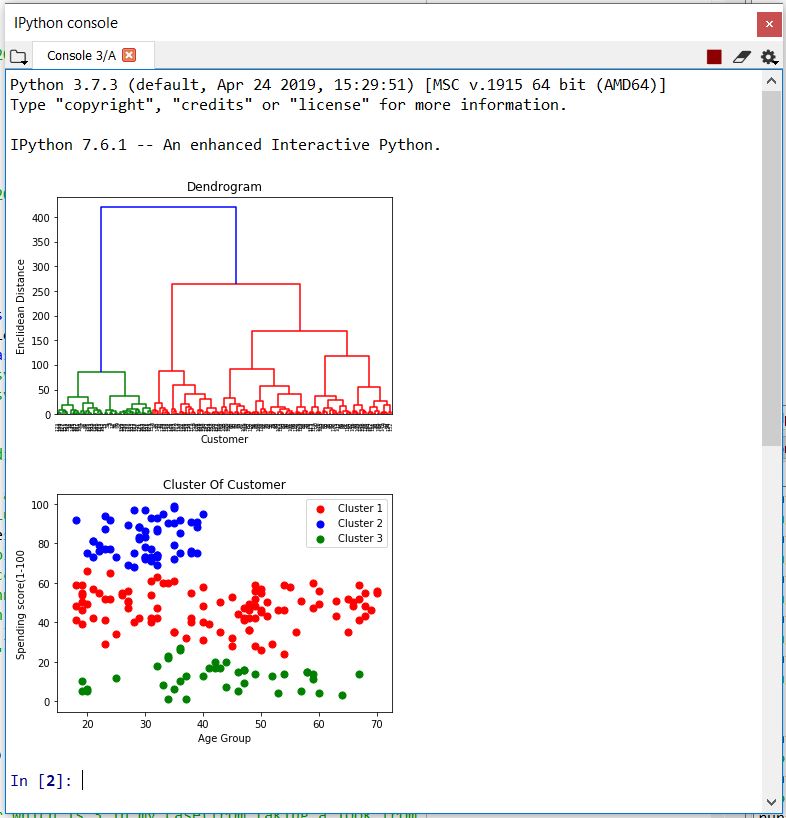 IPython console
Console 3/A
Python 3.7.3 (default, Apr 24 2019, 15:29:51) [MSC v.1915 64 bit (AMD64)]
Type "copyright", "credits" or "license" for more information.
IPython 7.6.1 -- An enhanced Interactive Python.
Dendrogram
400
350
300
250
200
150
100
50
0
Enclidean Distance
Customer
Cluster Of Customer
Cluster 1
Cluster 2
Cluster 3
100
80
60
40
20
0
Spending score(1-100
20 30 40 50 60 70
Age Group
In [2]: